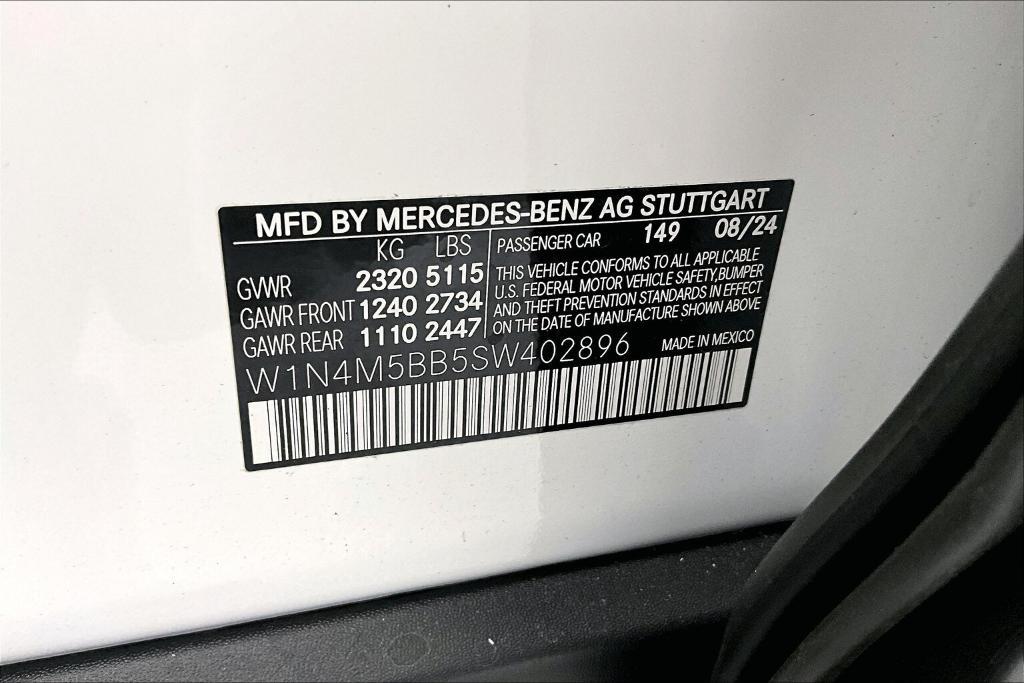 MFD BY MERCEDES-BENZ AG STUTTGART
KG LBS
GVWR 2320 5115
GAWR FRONT 1240 2734
GAWR REAR 1110 2447
PASSENGER CAR 149 08/24
THIS VEHICLE CONFORMS TO ALL APPLICABLE
U.S. FEDERAL MOTOR VEHICLE SAFETY,BUMPER
AND THEFT PREVENTION STANDARDS IN EFFECT
ON THE DATE OF MANUFACTURE SHOWN ABOVE
W1N4M5BB5SW402896 MADE IN MEXICO